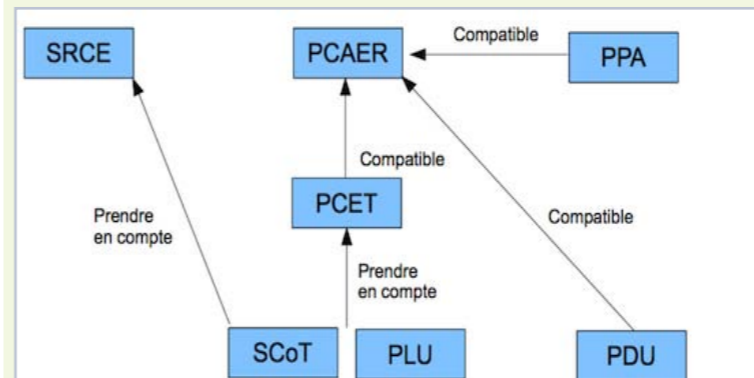 SRCE
PCAER
Compatible
PPA
Compatible
PCET
Prendre
en compte
Compatible
Prendre
en compte
SCoT
PLU
PDU